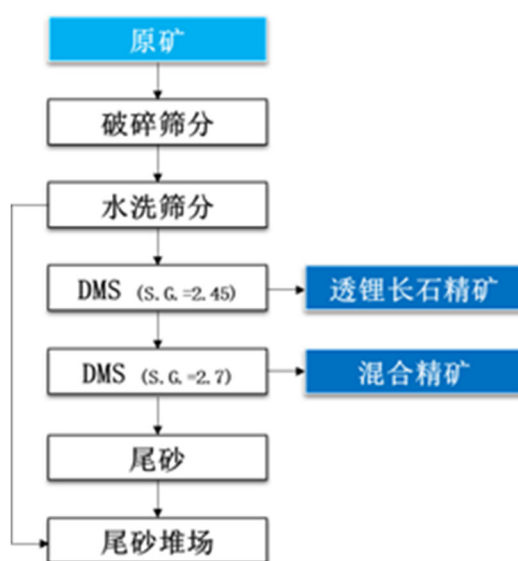 原矿
破碎筛分
水洗筛分
DMS (S.G.=2.45)
透锂长石精矿
DMS (S.G.=2.7)
混合精矿
尾砂
尾砂堆场